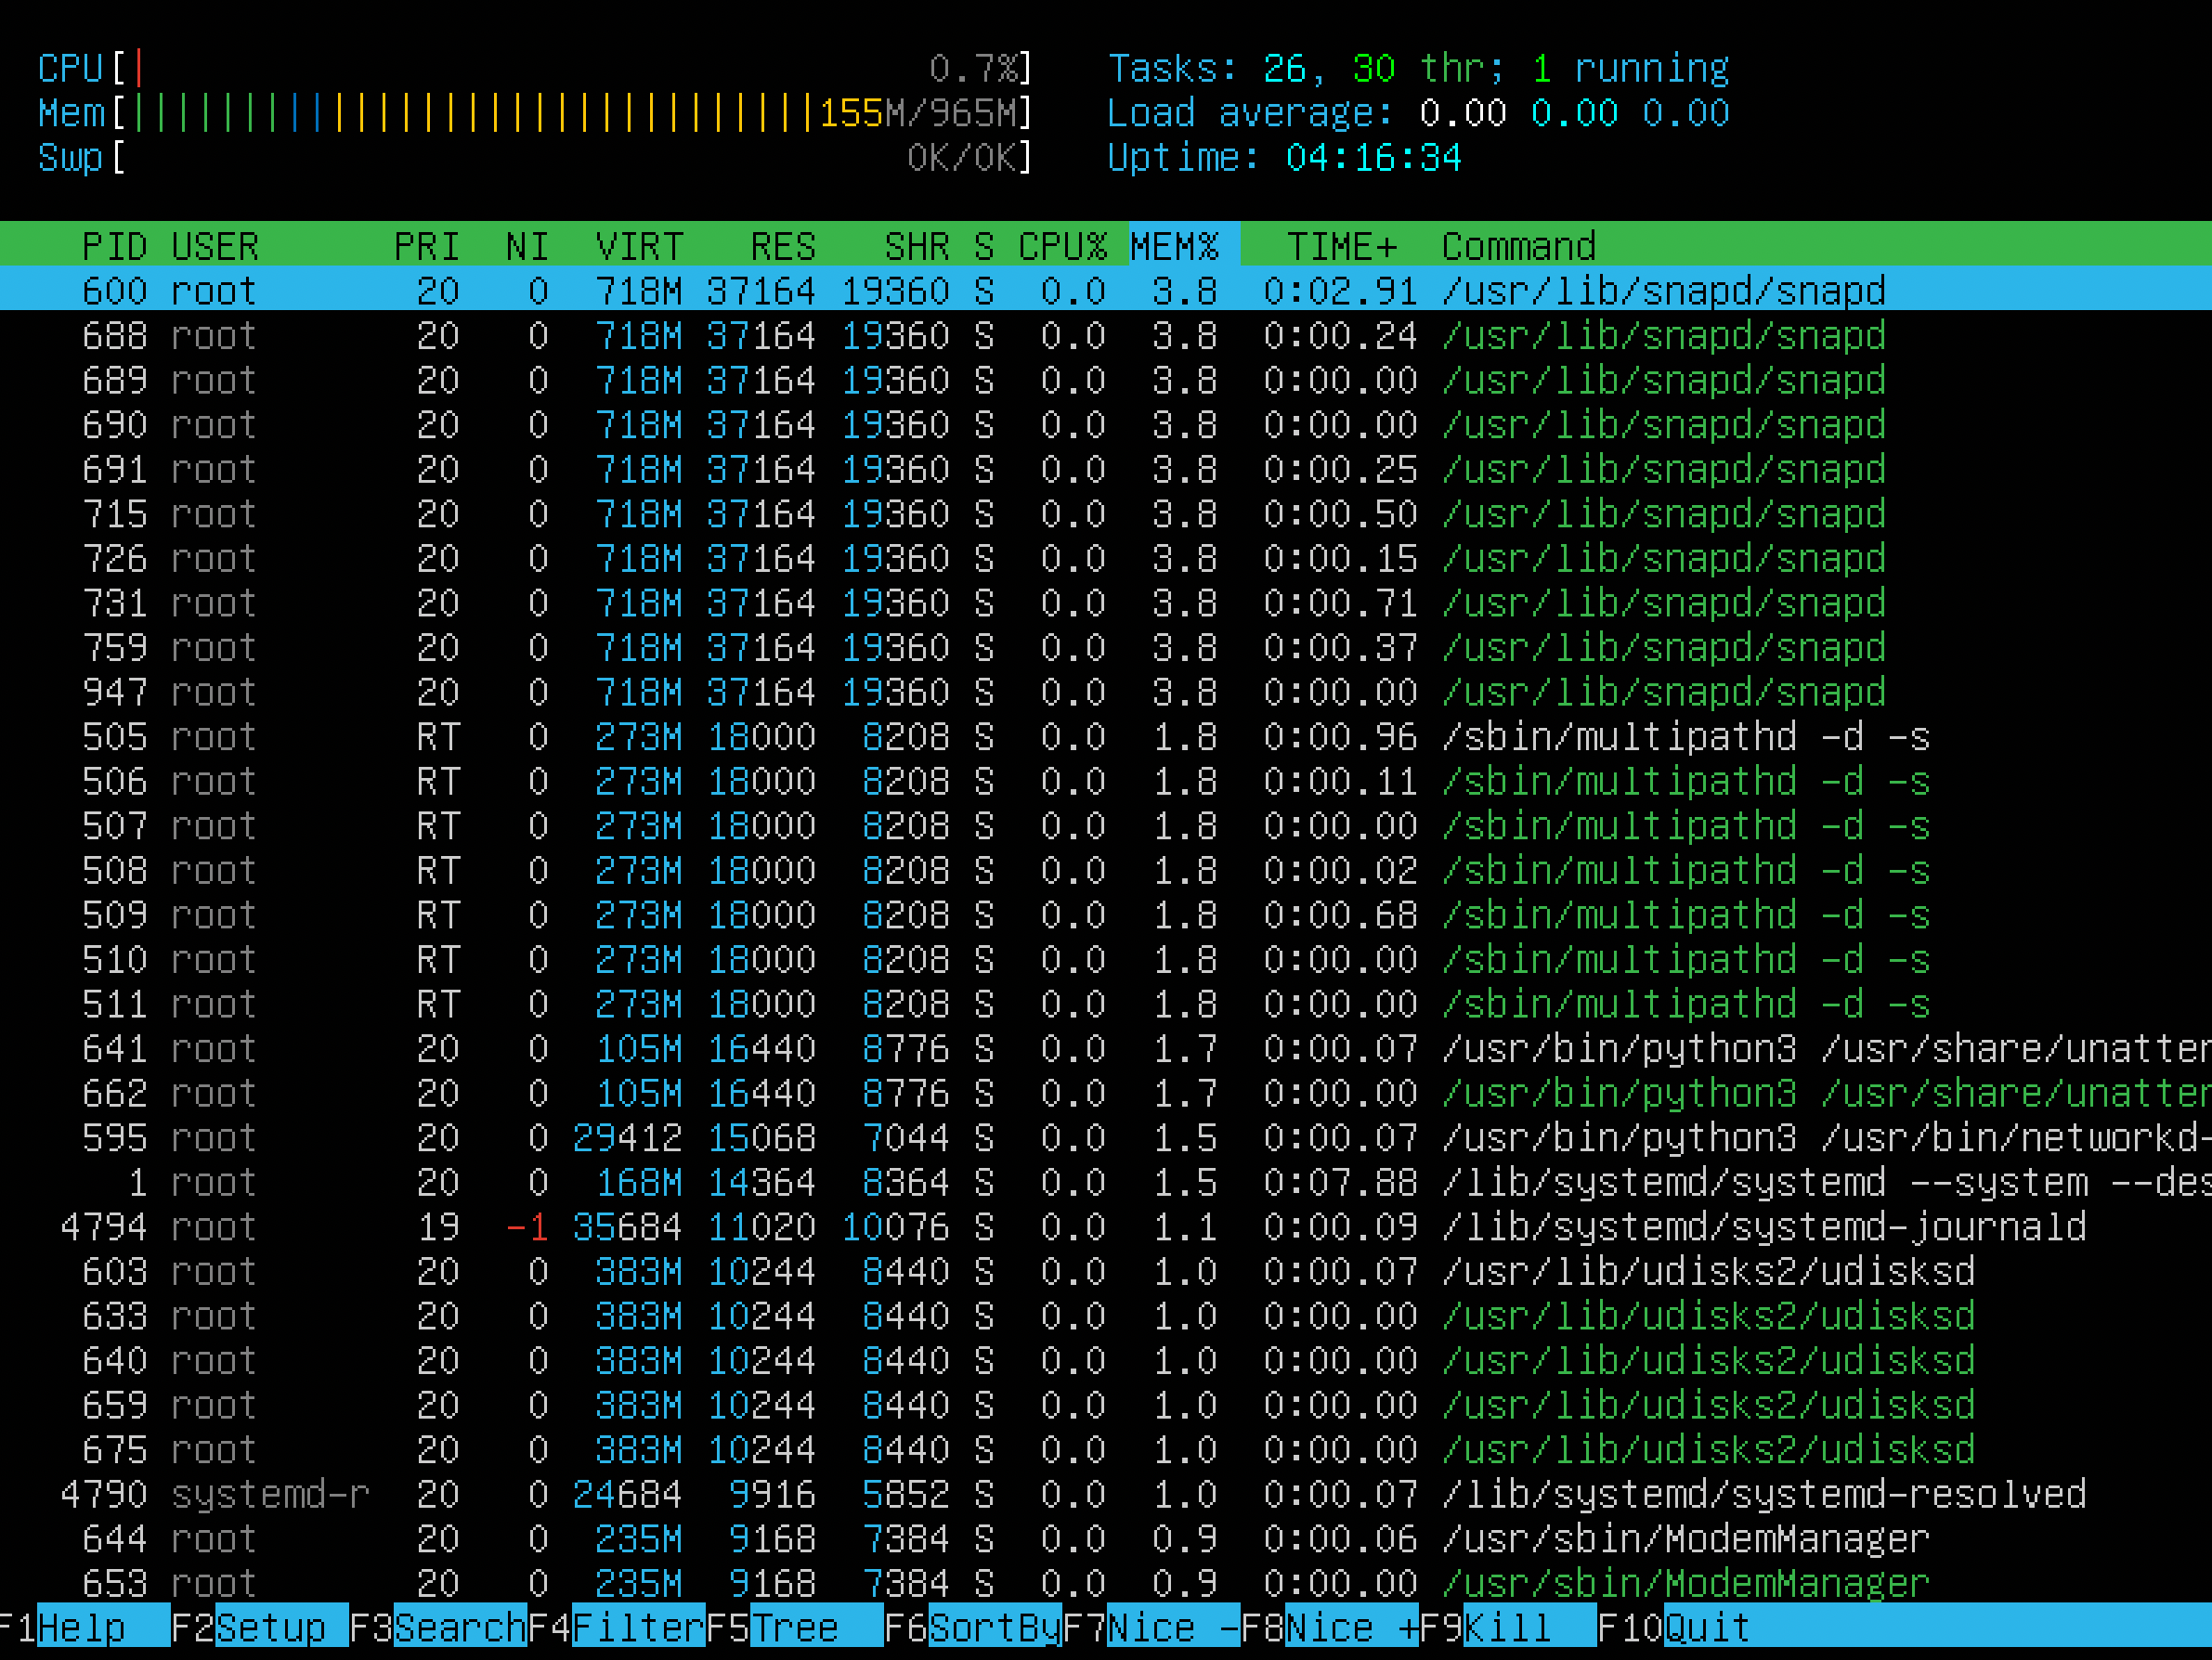 CPU[| 0.7%] Tasks: 26, 30 thr; 1 running
Mem[|||||||||||||||||||||||||||||||155M/965M] Load average: 0.00 0.00 0.00
Swp[ 0K/0K] Uptime: 04:16:34
PID USER PRI NI VIRT RES SHR S CPU% MEM% TIME+ Command
600 root 20 0 718M 37164 19360 S 0.0 3.8 0:02.91 /usr/lib/snapd/snapd
688 root 20 0 718M 37164 19360 S 0.0 3.8 0:00.24 /usr/lib/snapd/snapd
689 root 20 0 718M 37164 19360 S 0.0 3.8 0:00.00 /usr/lib/snapd/snapd
690 root 20 0 718M 37164 19360 S 0.0 3.8 0:00.00 /usr/lib/snapd/snapd
691 root 20 0 718M 37164 19360 S 0.0 3.8 0:00.25 /usr/lib/snapd/snapd
715 root 20 0 718M 37164 19360 S 0.0 3.8 0:00.50 /usr/lib/snapd/snapd
726 root 20 0 718M 37164 19360 S 0.0 3.8 0:00.15 /usr/lib/snapd/snapd
731 root 20 0 718M 37164 19360 S 0.0 3.8 0:00.71 /usr/lib/snapd/snapd
759 root 20 0 718M 37164 19360 S 0.0 3.8 0:00.37 /usr/lib/snapd/snapd
947 root 20 0 718M 37164 19360 S 0.0 3.8 0:00.00 /usr/lib/snapd/snapd
505 root RT 0 273M 18000 8208 S 0.0 1.8 0:00.96 /sbin/multipathd -d -s
506 root RT 0 273M 18000 8208 S 0.0 1.8 0:00.11 /sbin/multipathd -d -s
507 root RT 0 273M 18000 8208 S 0.0 1.8 0:00.00 /sbin/multipathd -d -s
508 root RT 0 273M 18000 8208 S 0.0 1.8 0:00.02 /sbin/multipathd -d -s
509 root RT 0 273M 18000 8208 S 0.0 1.8 0:00.68 /sbin/multipathd -d -s
510 root RT 0 273M 18000 8208 S 0.0 1.8 0:00.00 /sbin/multipathd -d -s
511 root RT 0 273M 18000 8208 S 0.0 1.8 0:00.00 /sbin/multipathd -d -s
641 root 20 0 105M 16440 8776 S 0.0 1.7 0:00.07 /usr/bin/python3 /usr/share/unatter
662 root 20 0 105M 16440 8776 S 0.0 1.7 0:00.00 /usr/bin/python3 /usr/share/unatter
595 root 20 0 29412 15068 7044 S 0.0 1.5 0:00.07 /usr/bin/python3 /usr/bin/networkd-
1 root 20 0 168M 14364 8364 S 0.0 1.5 0:07.88 /lib/systemd/systemd --system --des
4794 root 19 -1 35684 11020 10076 S 0.0 1.1 0:00.09 /lib/systemd/systemd-journald
603 root 20 0 383M 10244 8440 S 0.0 1.0 0:00.07 /usr/lib/udisks2/udisksd
633 root 20 0 383M 10244 8440 S 0.0 1.0 0:00.00 /usr/lib/udisks2/udisksd
640 root 20 0 383M 10244 8440 S 0.0 1.0 0:00.00 /usr/lib/udisks2/udisksd
659 root 20 0 383M 10244 8440 S 0.0 1.0 0:00.00 /usr/lib/udisks2/udisksd
675 root 20 0 383M 10244 8440 S 0.0 1.0 0:00.00 /usr/lib/udisks2/udisksd
4790 systemd-r 20 0 24684 9916 5852 S 0.0 1.0 0:00.07 /lib/systemd/systemd-resolved
644 root 20 0 235M 9168 7384 S 0.0 0.9 0:00.06 /usr/sbin/ModemManager
653 root 20 0 235M 9168 7384 S 0.0 0.9 0:00.00 /usr/sbin/ModemManager
F1Help F2Setup F3SearchF4FilterF5Tree F6SortByF7Nice -F8Nice +F9Kill F10Quit